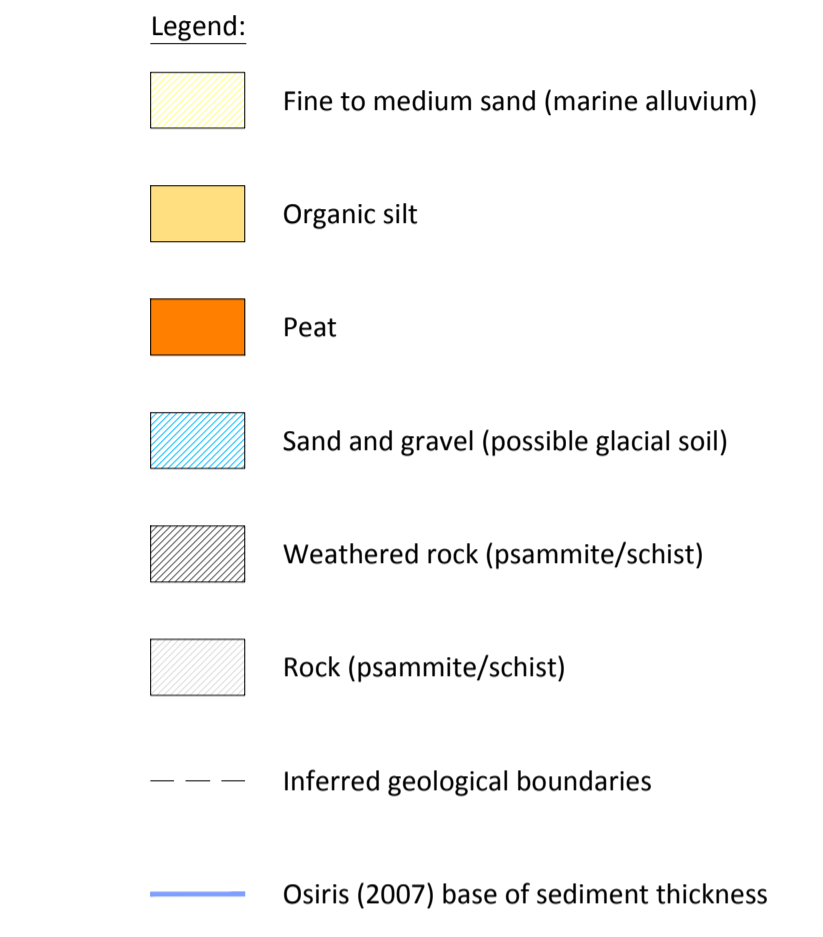 Legend:
Fine to medium sand (marine alluvium)
Organic silt
Peat
Sand and gravel (possible glacial soil)
Weathered rock (psammite/schist)
Rock (psammite/schist)
Inferred geological boundaries
Osiris (2007) base of sediment thickness